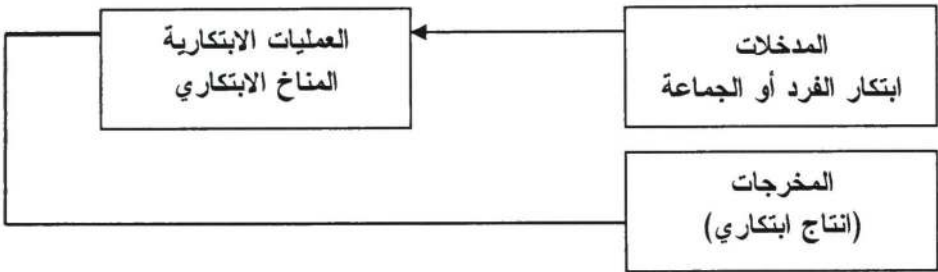 المدخلات
ابتكار الفرد أو الجماعة
العمليات الابتكارية
المناخ الابتكاري
المخرجات
(انتاج ابتكاري)